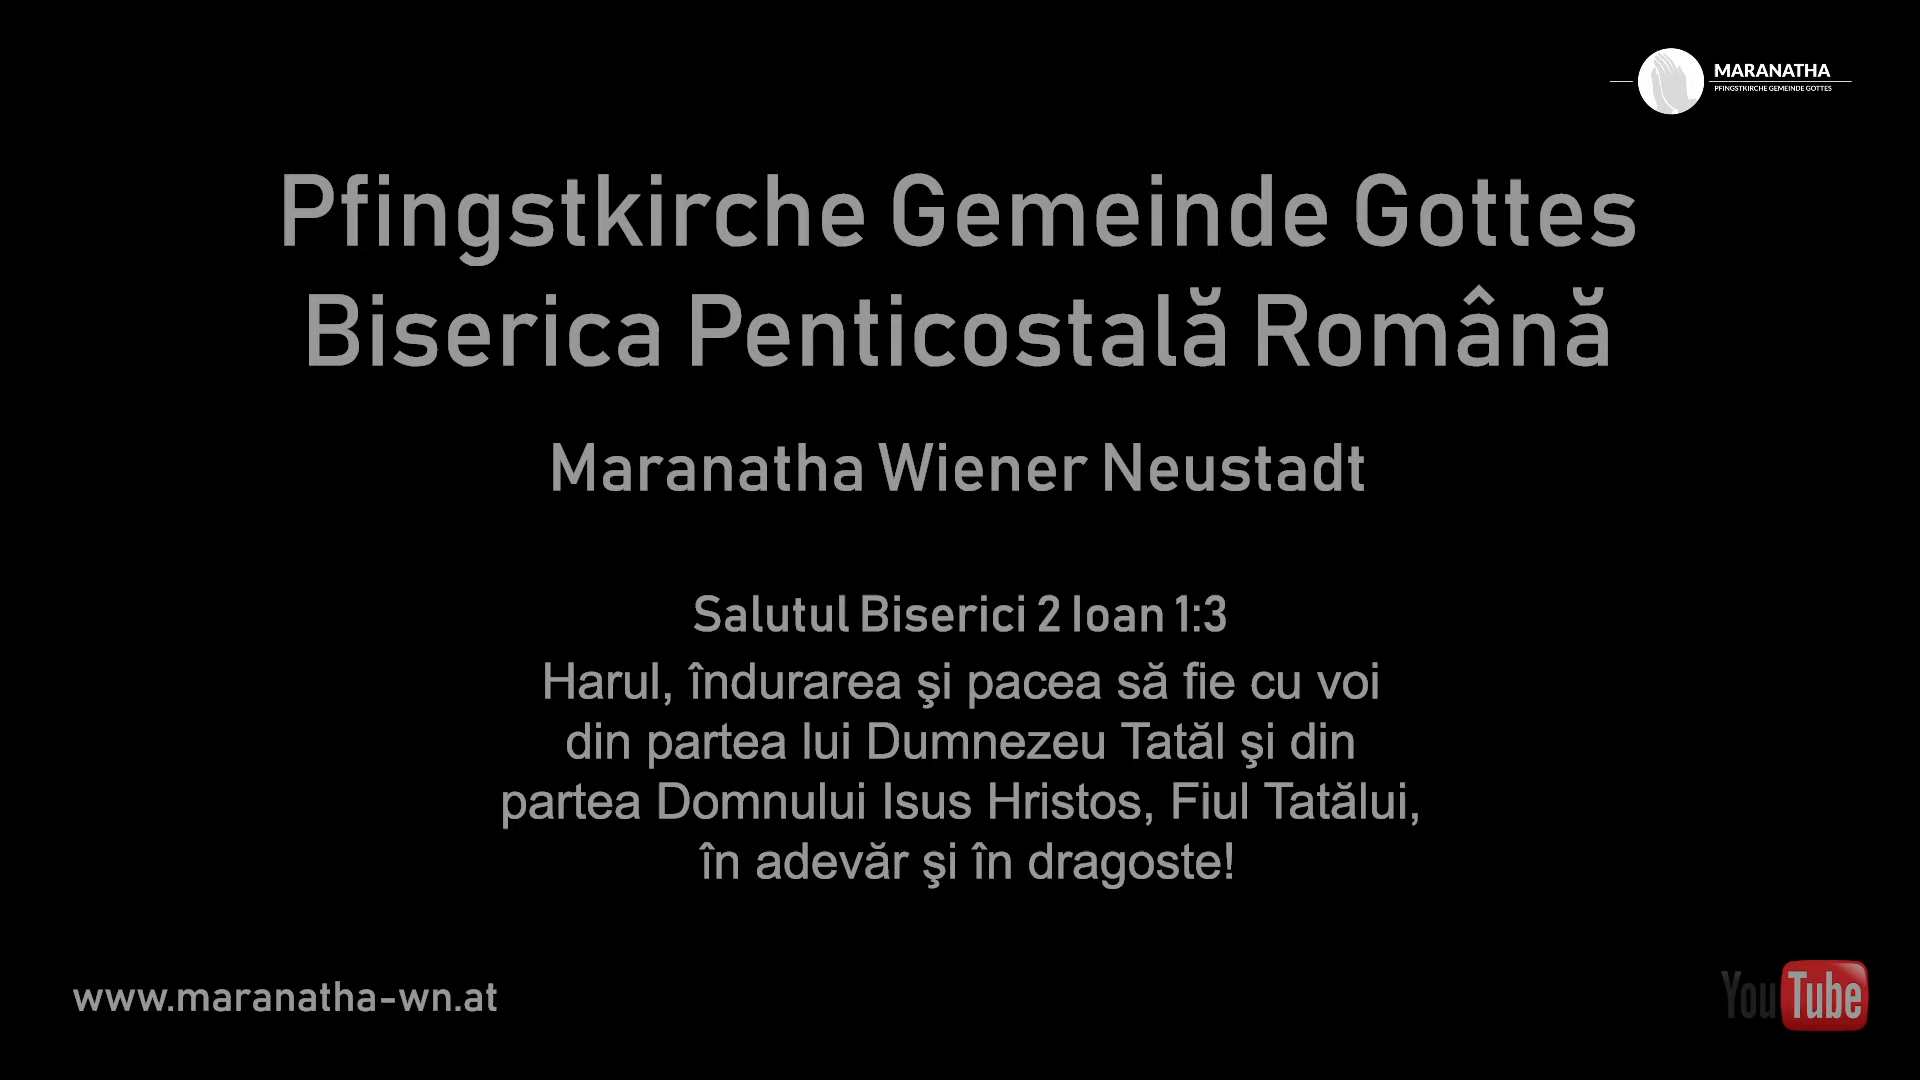 MARANATHA
PFINGSTKIRCHE GEMEINDE GOTTES
Pfingstkirche Gemeinde Gottes
Biserica Penticostală Română
Maranatha Wiener Neustadt
Salutul Biserici 2 Ioan 1:3
Harul, îndurarea şi pacea să fie cu voi
din partea lui Dumnezeu Tatăl şi din
partea Domnului Isus Hristos, Fiul Tatălui,
în adevăr şi în dragoste!
www.maranatha-wn.at
YouTube